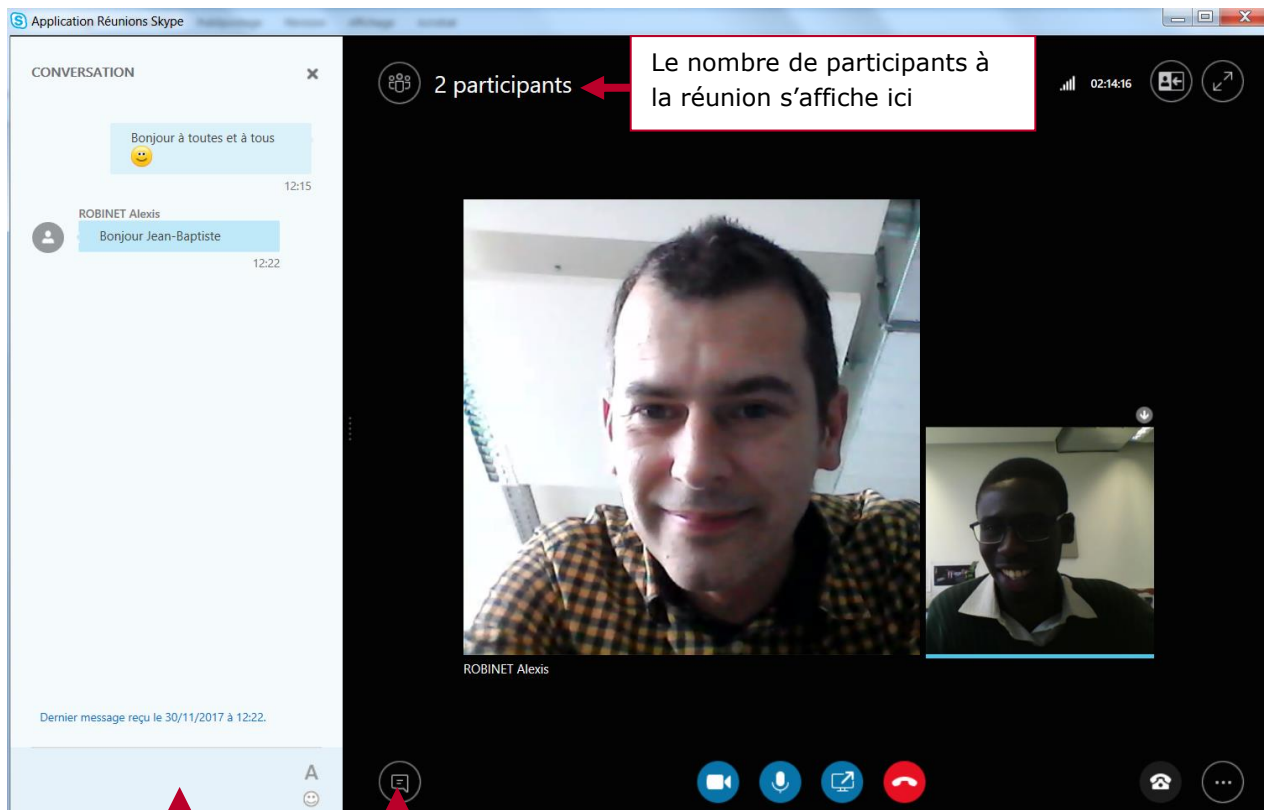 Application Réunions Skype
CONVERSATION
Bonjour à toutes et à tous
12:15
ROBINET Alexis
Bonjour Jean-Baptiste
12:22
Dernier message reçu le 30/11/2017 à 12:22.
A
2 participants
Le nombre de participants à
la réunion s’affiche ici
02:14:16
ROBINET Alexis